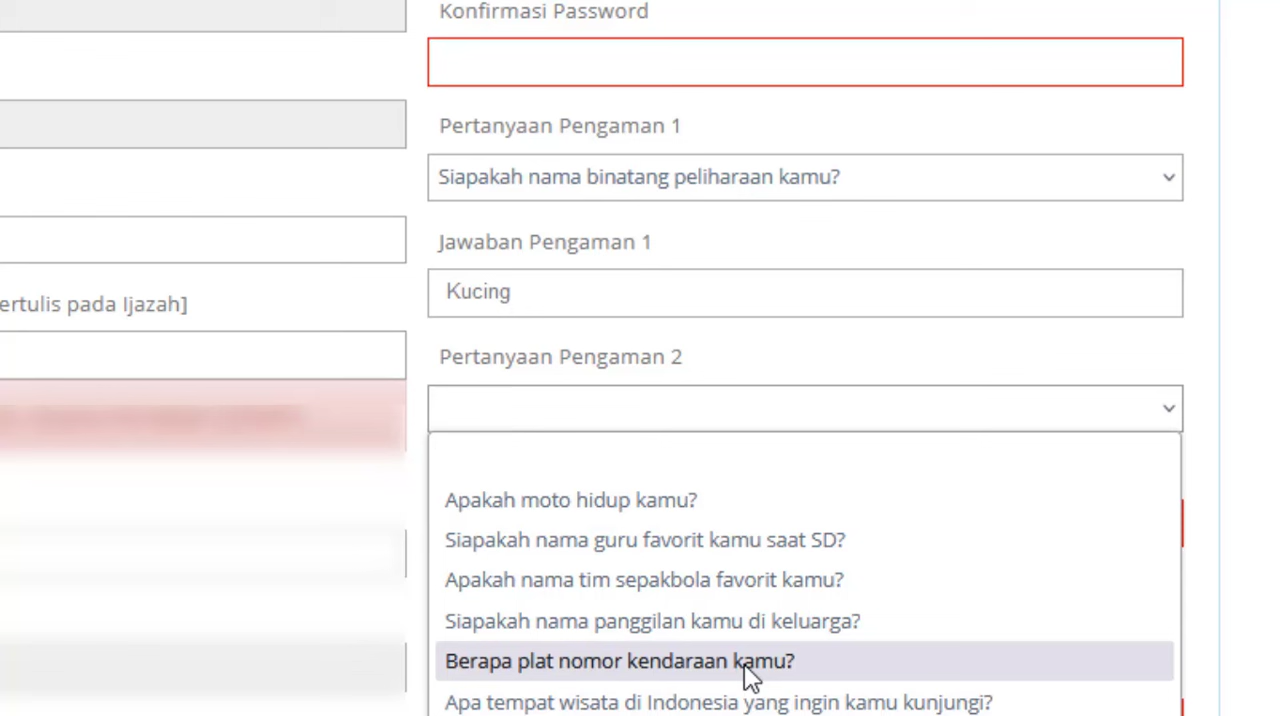 Konfirmasi Password
Pertanyaan Pengaman 1
Siapakah nama binatang peliharaan kamu?
Jawaban Pengaman 1
Kucing
ertulis pada Ijazah]
Pertanyaan Pengaman 2
Apakah moto hidup kamu?
Siapakah nama guru favorit kamu saat SD?
Apakah nama tim sepakbola favorit kamu?
Siapakah nama panggilan kamu di keluarga?
Berapa plat nomor kendaraan kamu?
Apa tempat wisata di Indonesia yang ingin kamu kunjungi?